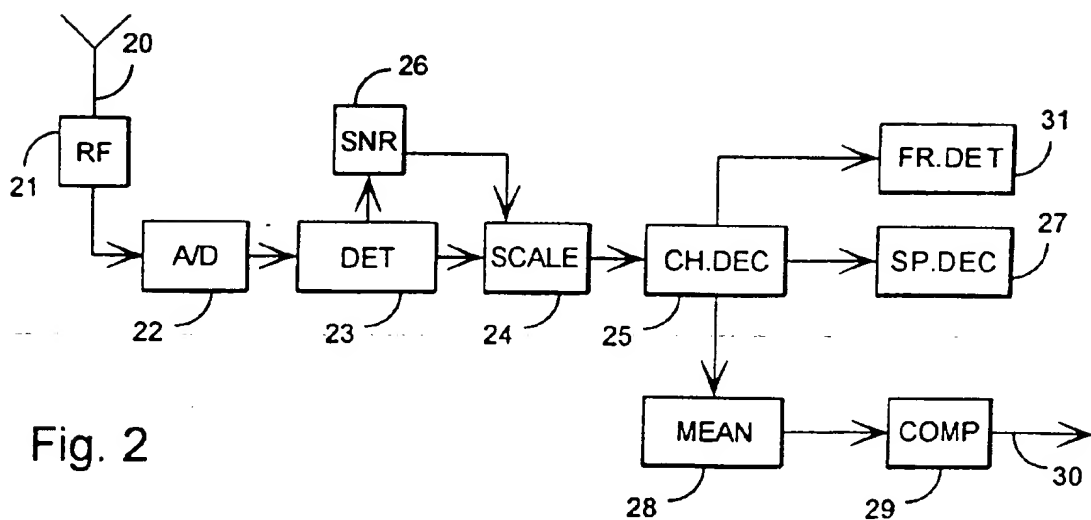 20
26
SNR
31
FR.DET
RF
21
27
A/D
DET
SCALE
CH.DEC
SP.DEC
22
23
24
25
Fig. 2
MEAN
COMP
30
28
29